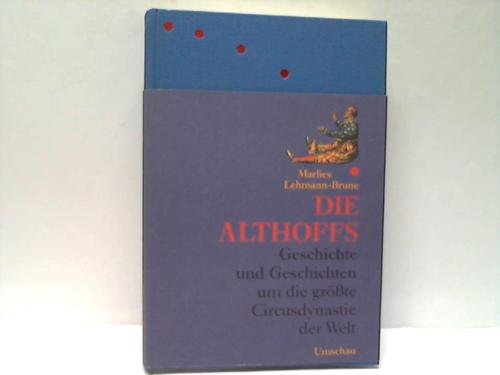 Marlies
Lehmann-Brune
DIE
ALTHOFFS
Geschichte
und Geschichten
um die größte
Circusdynastie
der Welt
Umschau